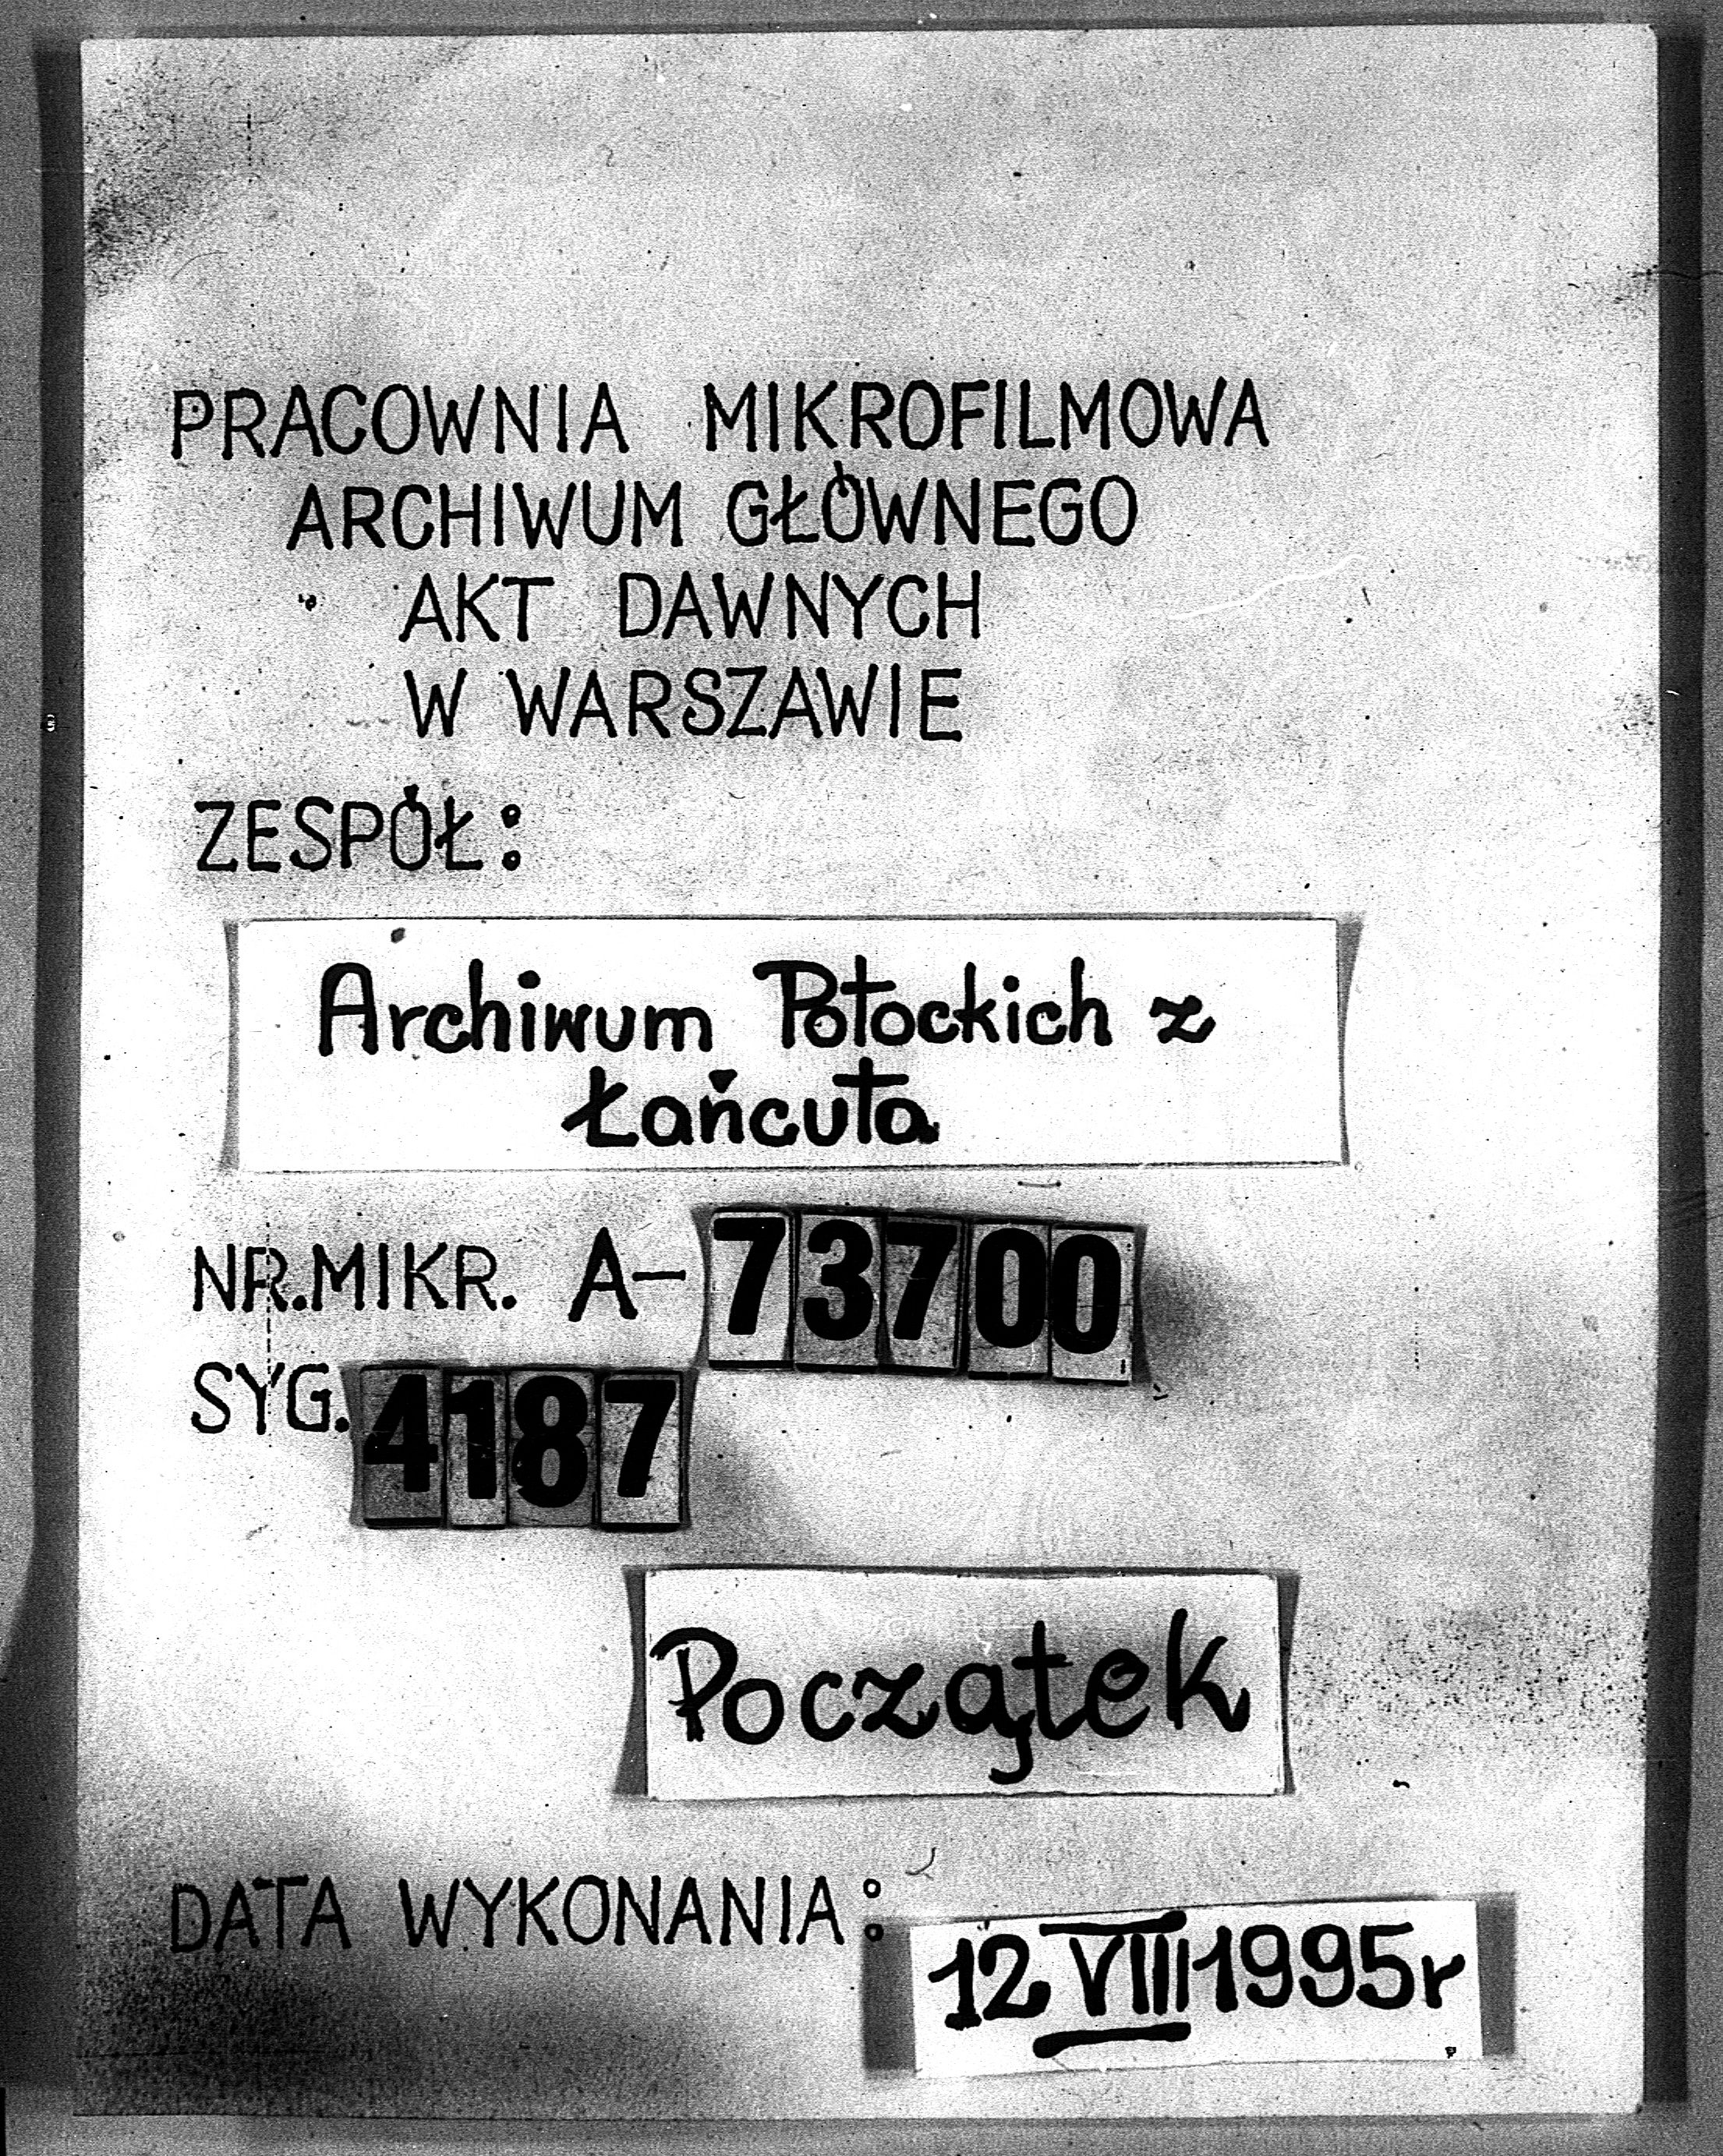 PRACOWNIA MIKROFILMOWA
ARCHIWUM GŁÓWNEGO
AKT DAWNYCH
W WARSZAWIE
ZESPÓŁ:
Archiwum Potockich z
Łańcuta
NR.MIKR. A-73700
SYG. 4187
Początek
DATA WYKONANIA: 12 VIII 1995r